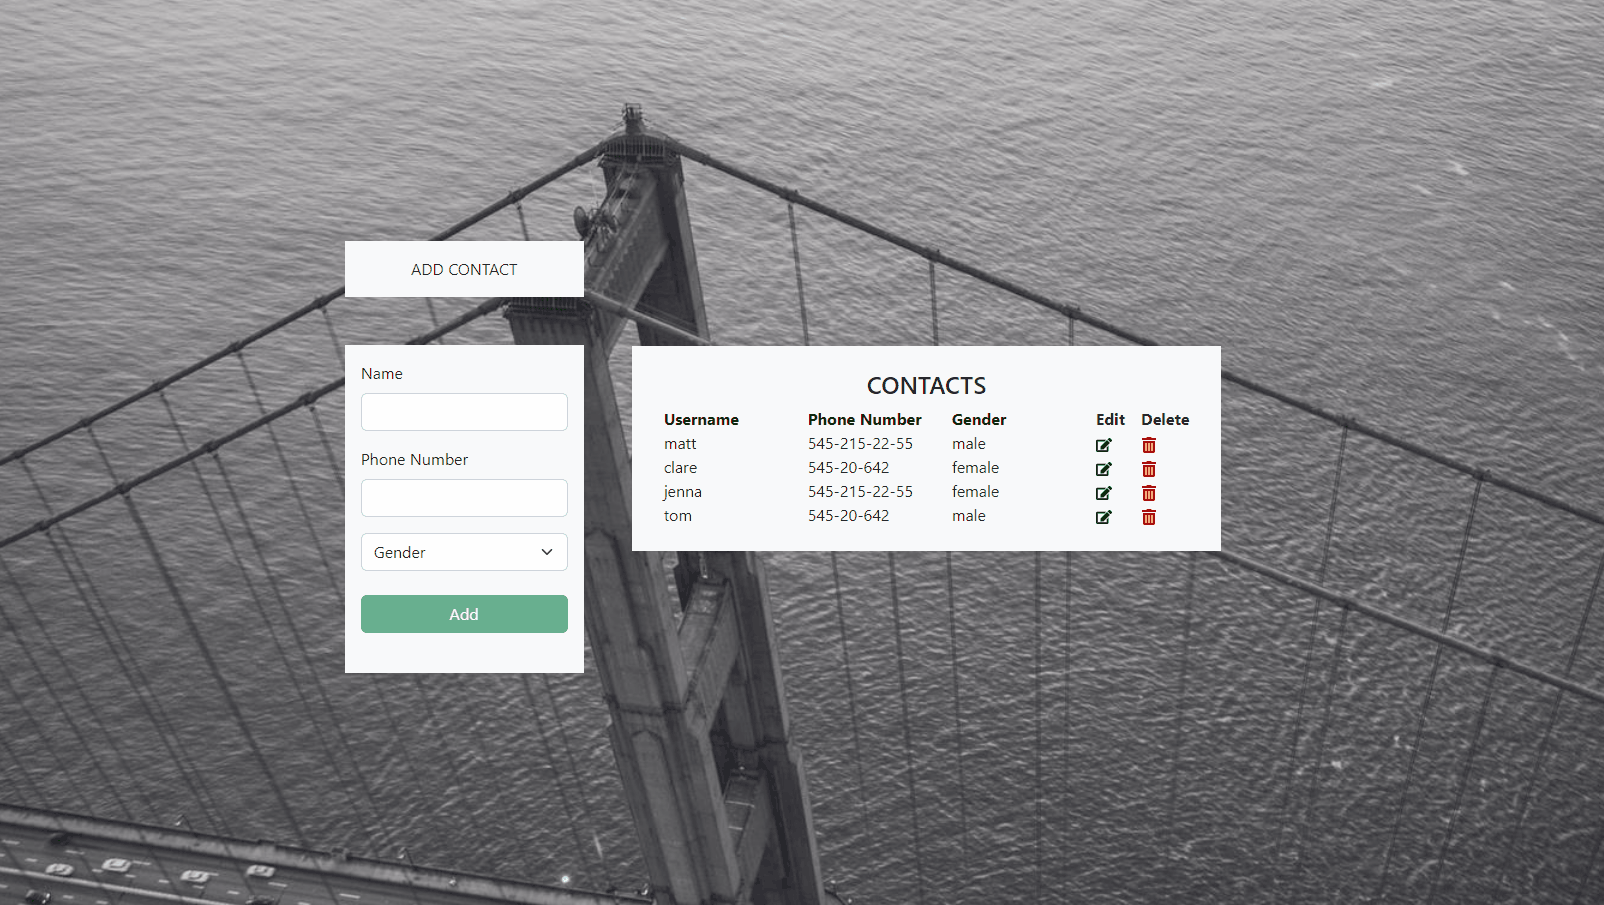 ADD CONTACT
Name
Phone Number
Gender
Add
CONTACTS
Username Phone Number Gender Edit Delete
matt 545-215-22-55 male
clare 545-20-642 female
jenna 545-215-22-55 female
tom 545-20-642 male